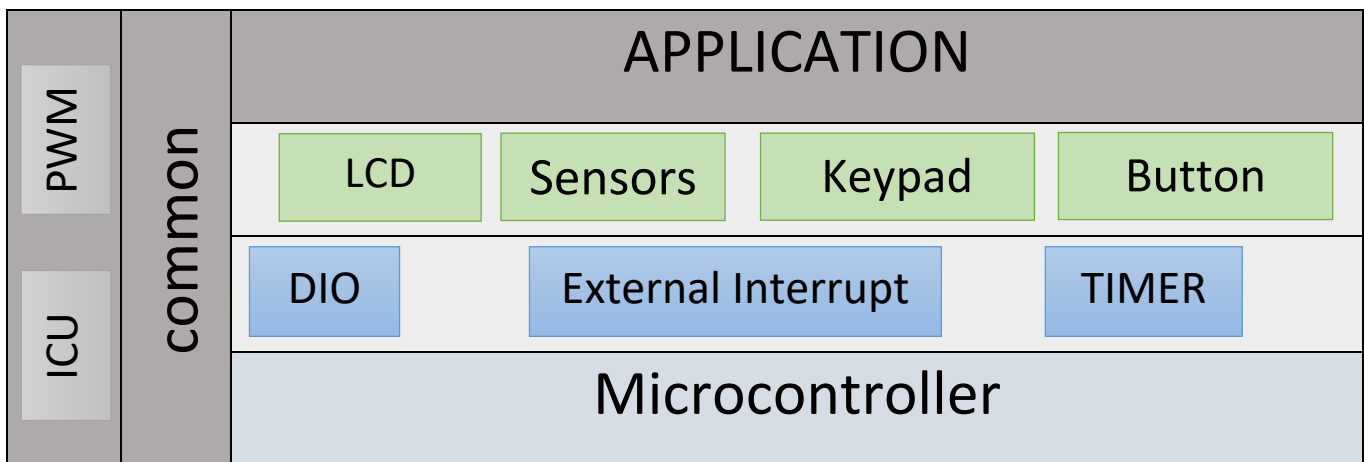 PWM
ICU
common
APPLICATION
LCD
Sensors
Keypad
Button
DIO
External Interrupt
TIMER
Microcontroller